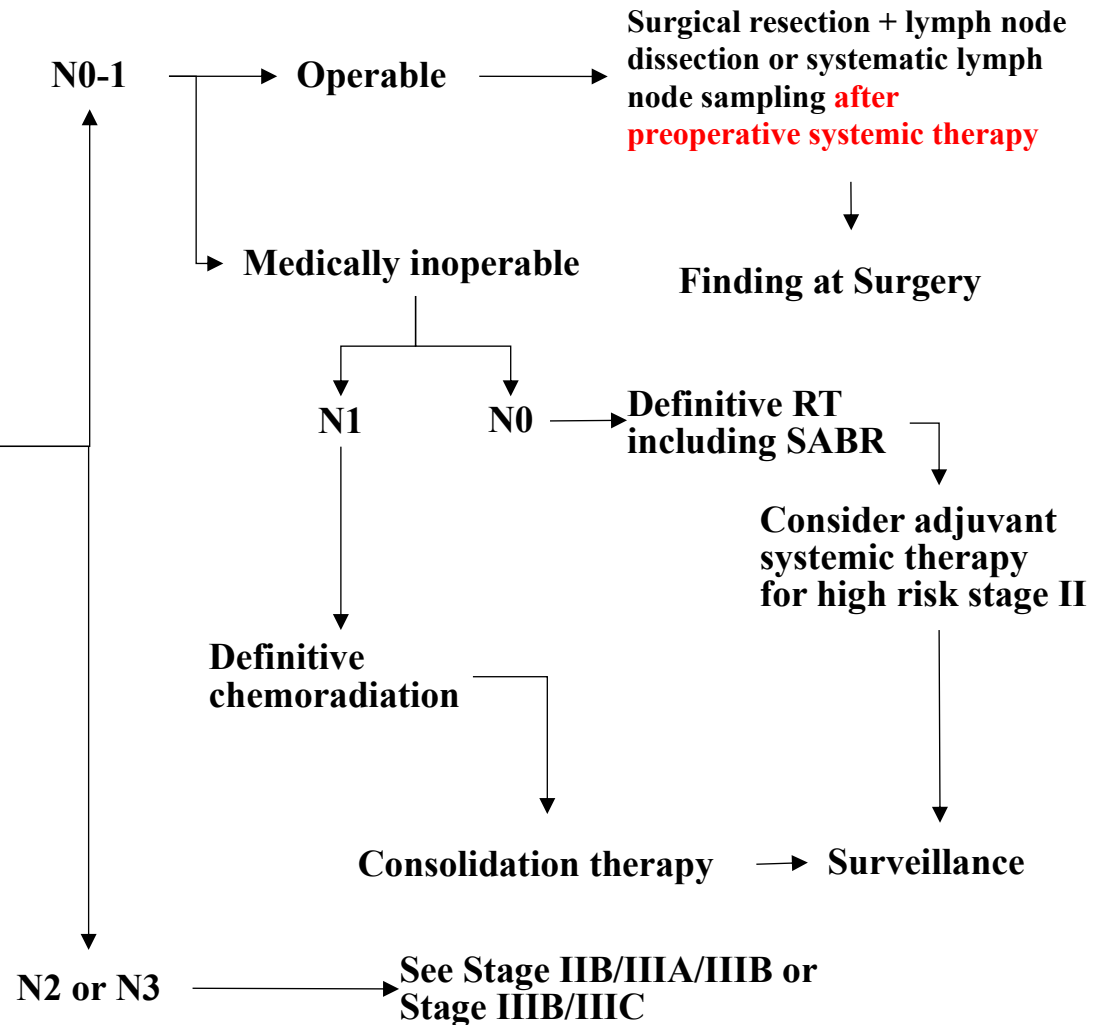 N0-1
Operable
Surgical resection + lymph node
dissection or systematic lymph
node sampling after
preoperative systemic therapy
Medically inoperable
Finding at Surgery
N1
N0
Definitive RT
including SABR
Consider adjuvant
systemic therapy
for high risk stage II
Definitive
chemoradiation
Consolidation therapy
Surveillance
N2 or N3
See Stage IIB/IIIA/IIIB or
Stage IIIB/IIIC